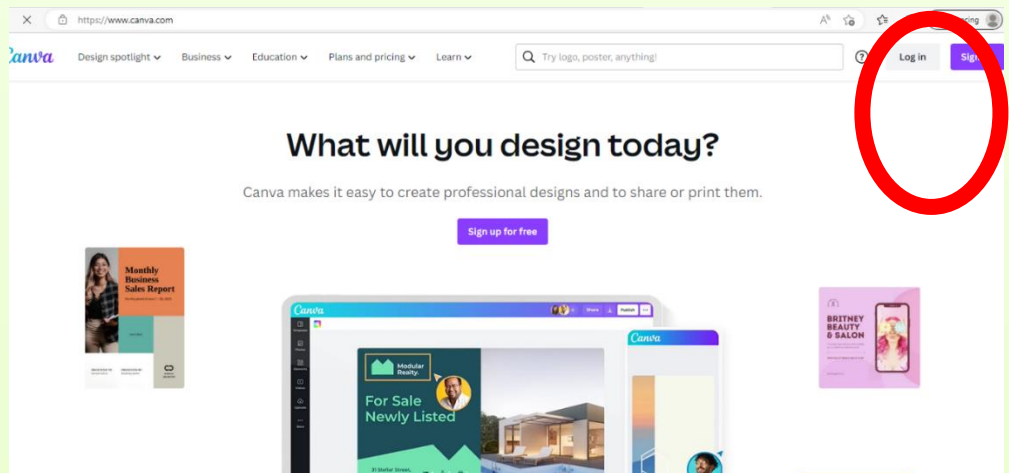 https://www.canva.com
Canva Design spotlight Business Education Plans and pricing Learn Try logo, poster, anything! Log in
What will you design today?
Canva makes it easy to create professional designs and to share or print them.
Sign up for free
Monthly
Business
Sales Report
Canva Share Publish
Canva
BRITNEY
BEAUTY
& SALON
Modular
Realty.
For Sale
Newly Listed
31 Stellar Street,